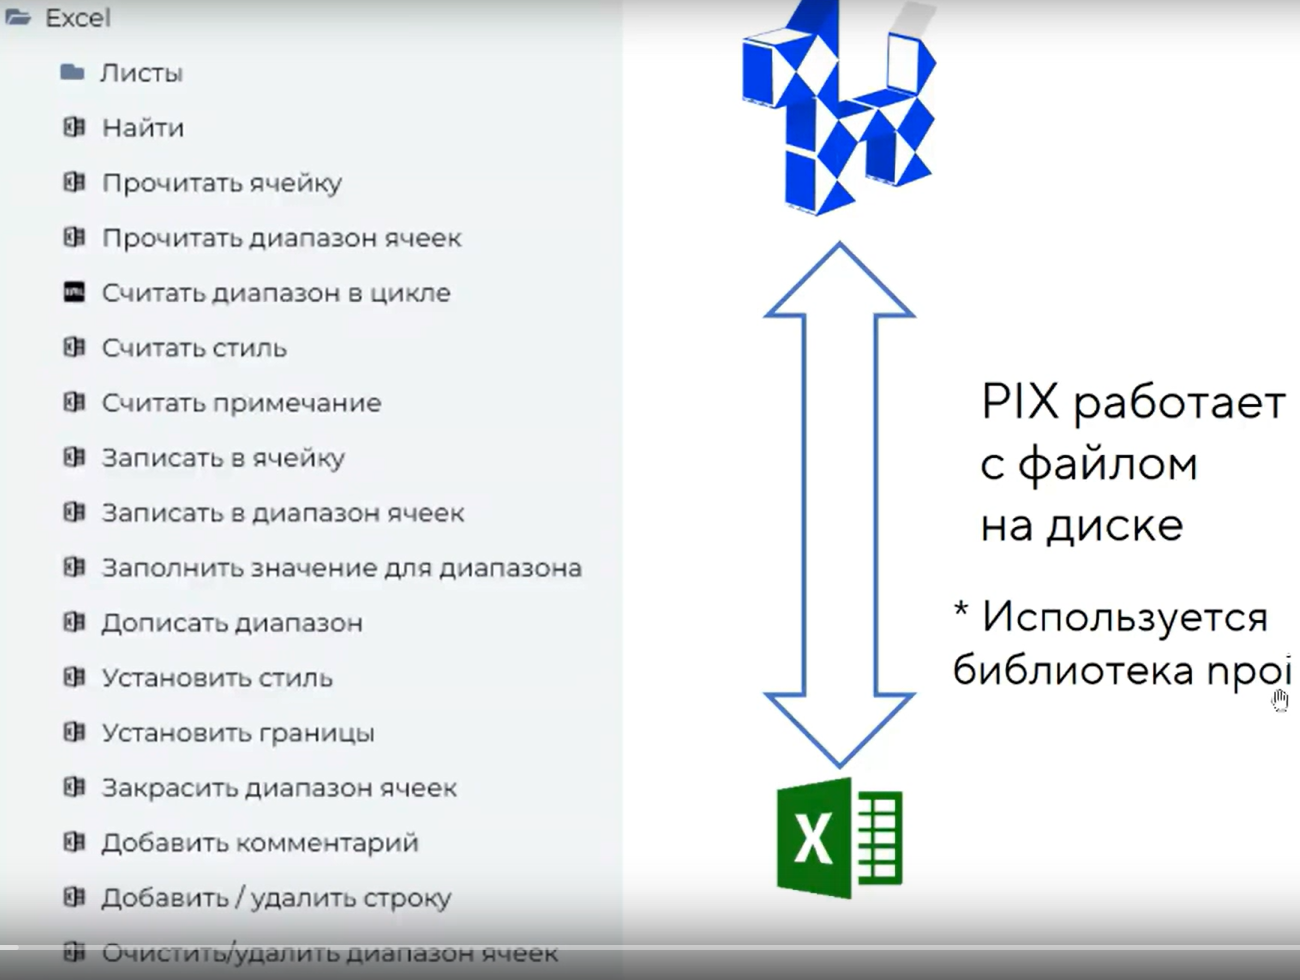 Excel
Листы
Найти
Прочитать ячейку
Прочитать диапазон ячеек
Считать диапазон в цикле
Считать стиль
Считать примечание
Записать в ячейку
Записать в диапазон ячеек
Заполнить значение для диапазона
Дописать диапазон
Установить стиль
Установить границы
Закрасить диапазон ячеек
Добавить комментарий
Добавить / удалить строку
Очистить/удалить диапазон ячеек
PIX работает
с файлом
на диске
* Используется
библиотека npoi
X